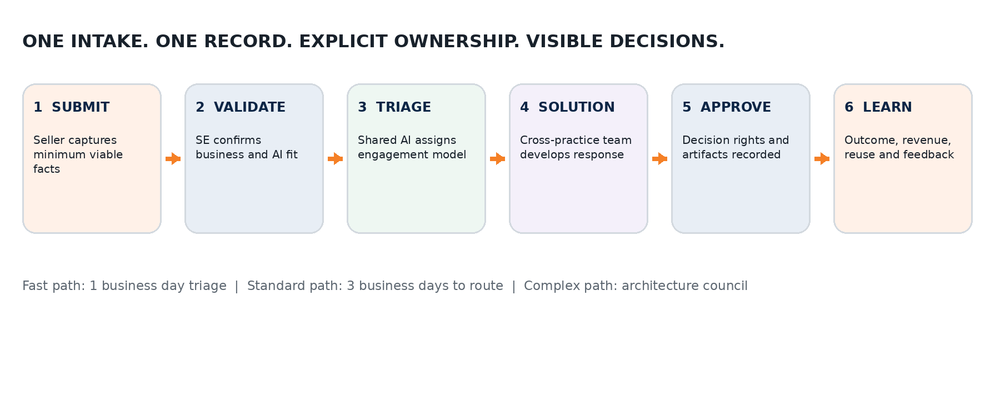 ONE INTAKE. ONE RECORD. EXPLICIT OWNERSHIP. VISIBLE DECISIONS.
1 SUBMIT
Seller captures
minimum viable
facts
2 VALIDATE
SE confirms
business and AI fit
3 TRIAGE
Shared AI assigns
engagement model
4 SOLUTION
Cross-practice team
develops response
5 APPROVE
Decision rights and
artifacts recorded
6 LEARN
Outcome, revenue,
reuse and feedback
Fast path: 1 business day triage | Standard path: 3 business days to route | Complex path: architecture council